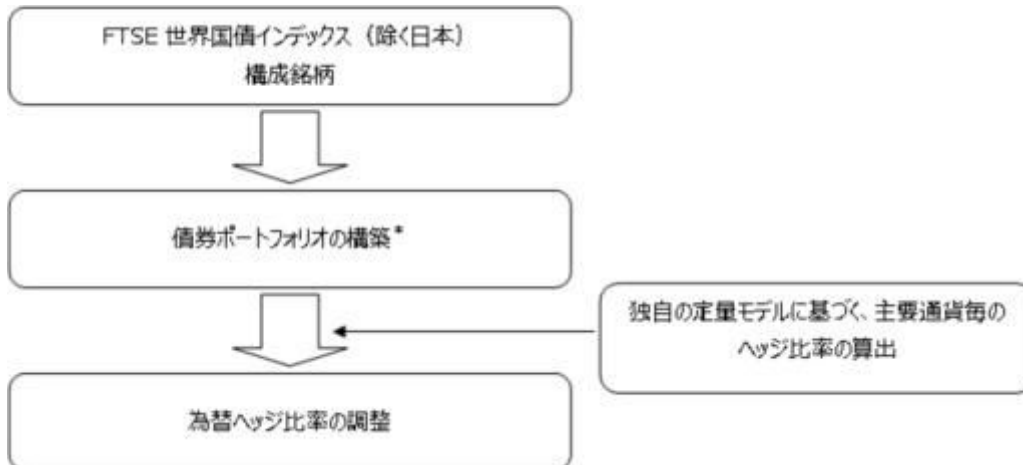 FTSE 世界国債インデックス（除く日本）
構成銘柄
債券ポートフォリオの構築*
独自の定量モデルに基づく、主要通貨毎の
ヘッジ比率の算出
為替ヘッジ比率の調整